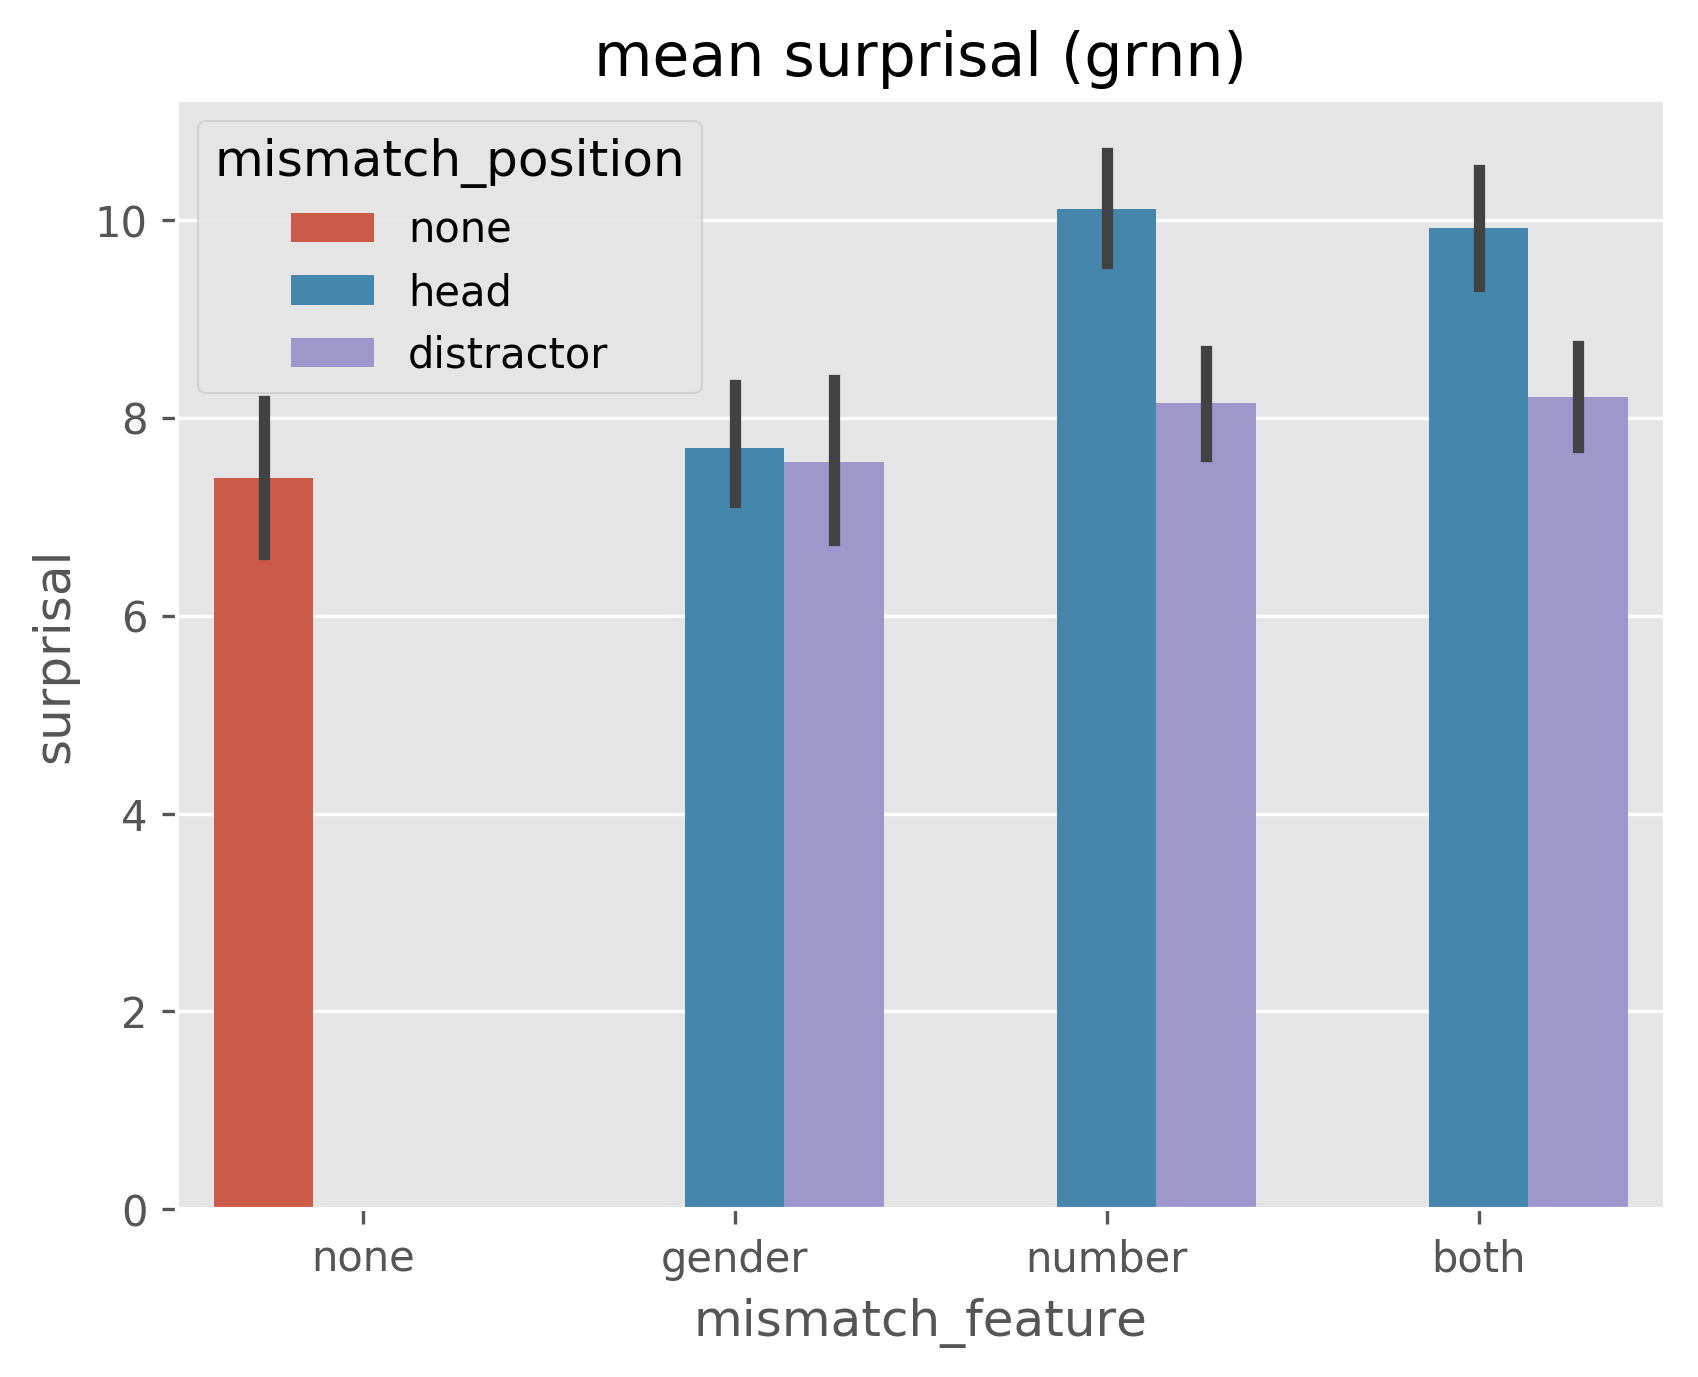 mean surprisal (grnn)
mismatch_position
none
head
distractor
surprisal
10
8
6
4
2
0
none gender number both
mismatch_feature